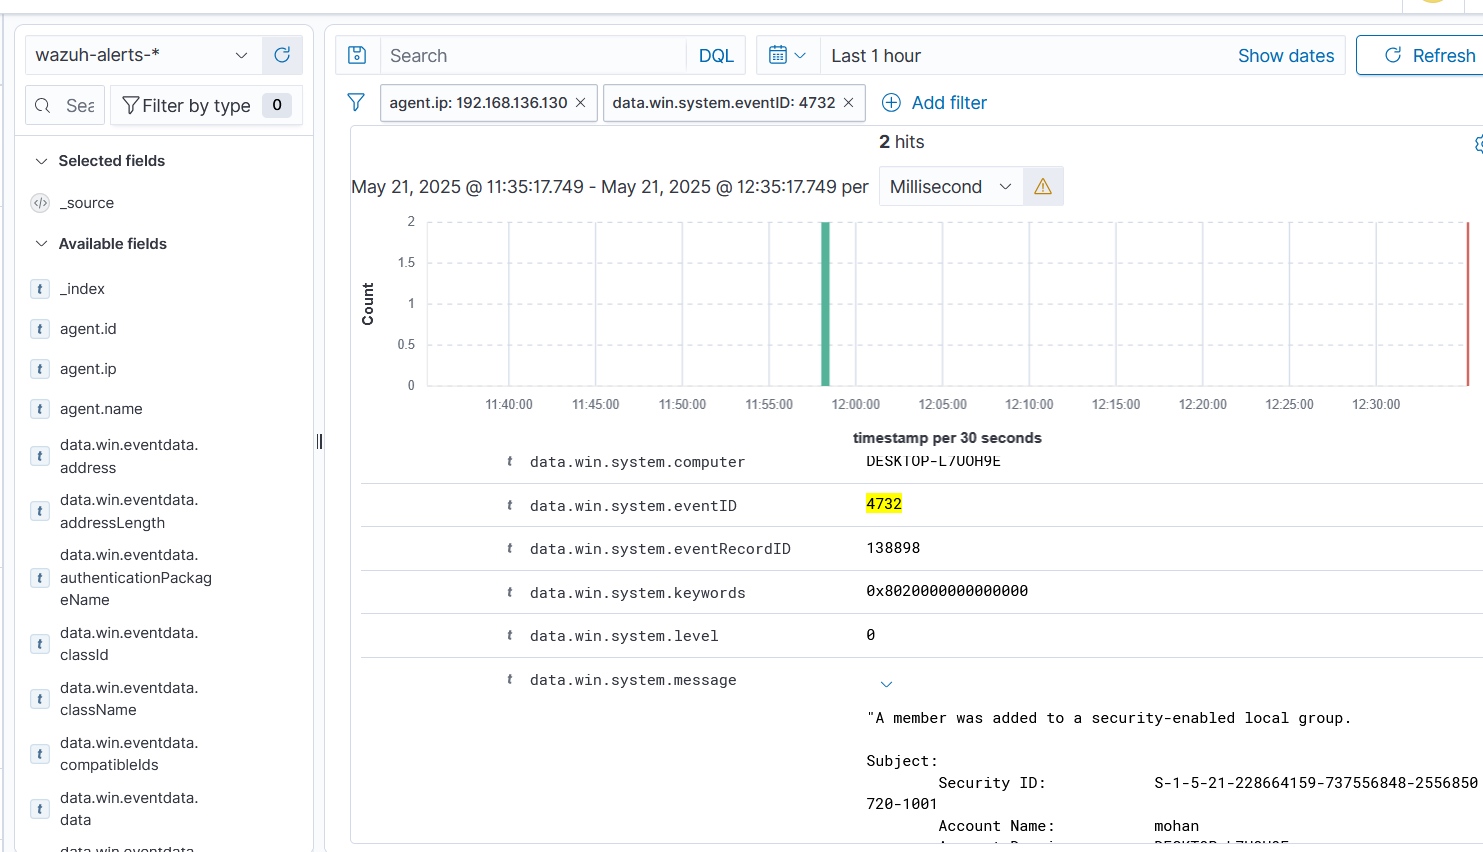 wazuh-alerts-*
Search
DQL
Last 1 hour
Show dates
Refresh
Sea
Filter by type 0
agent.ip: 192.168.136.130
data.win.system.eventID: 4732
Add filter
Selected fields
_source
Available fields
_index
agent.id
agent.ip
agent.name
data.win.eventdata.
address
data.win.eventdata.
addressLength
data.win.eventdata.
authenticationPackag
eName
data.win.eventdata.
classId
data.win.eventdata.
className
data.win.eventdata.
compatibleIds
data.win.eventdata.
data
data.win.eventdata.
2 hits
May 21, 2025 @ 11:35:17.749 - May 21, 2025 @ 12:35:17.749 per
Millisecond
2
1.5
1
0.5
0
Count
11:40:00 11:45:00 11:50:00 11:55:00 12:00:00 12:05:00 12:10:00 12:15:00 12:20:00 12:25:00 12:30:00
timestamp per 30 seconds
t data.win.system.computer DESKTOP-L7UOH9E
t data.win.system.eventID 4732
t data.win.system.eventRecordID 138898
t data.win.system.keywords 0x8020000000000000
t data.win.system.level 0
t data.win.system.message
"A member was added to a security-enabled local group.
Subject:
Security ID: S-1-5-21-228664159-737556848-2556850
720-1001
Account Name: mohan